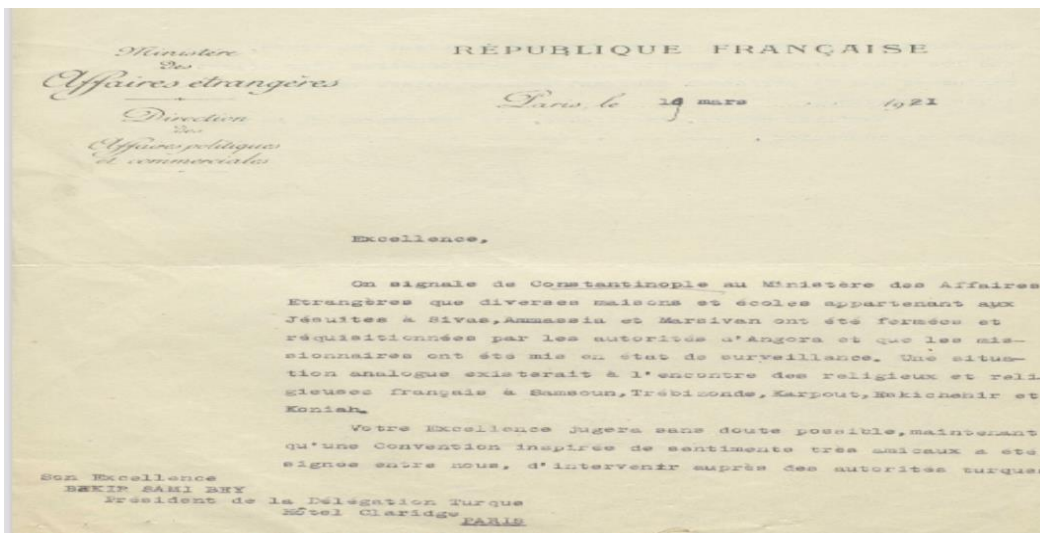 Ministère
des
Affaires étrangères
Direction
des
Affaires politiques
et commerciales
RÉPUBLIQUE FRANÇAISE
Paris, le mars 1921
Excellence,
On signale de Constantinople au Ministère des Affaires
Etrangères que diverses maisons et écoles appartenant aux
Jésuites à Sivas, Ammassia et Marsivan ont été fermées et
réquisitionnées par les autorités d'Angora et que les mis-
sionnaires ont été mis en état de surveillance. Une situa-
tion analogue existerait à l'encontre des religieux et reli
gieuses français à Samsoun, Trébizonde, Karpout, Eskichehir et
Koniah.
Votre Excellence jugera sans doute possible, maintenant
qu'une Convention inspirée de sentiments très amicaux a été
signée entre nous, d'intervenir auprès des autorités turques
Son Excellence
BEKIR SAMI BEY
Président de la Délégation Turque
Hôtel Claridge
PARIS